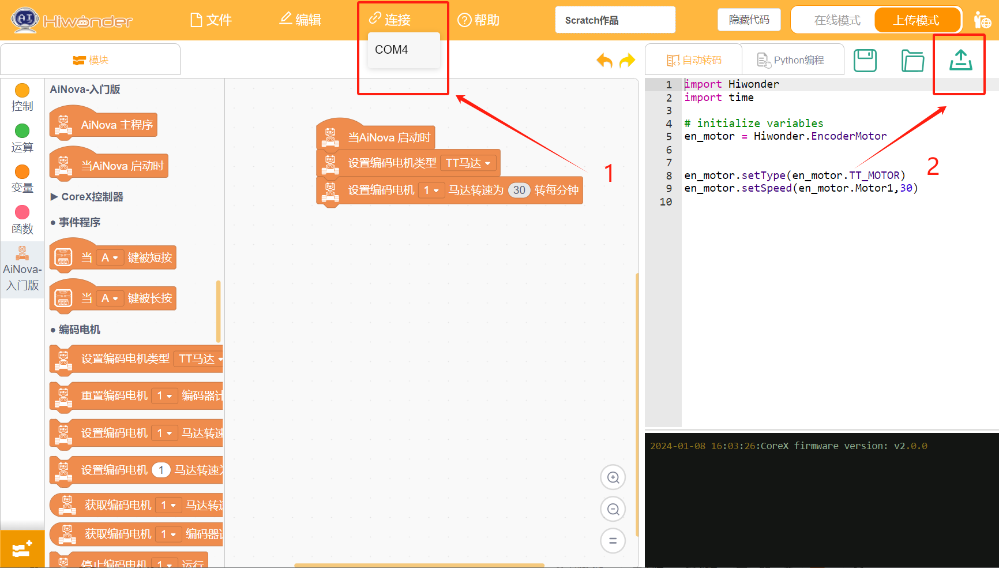 AI Hiwonder
文件
编辑
连接
帮助
Scratch作品
隐藏代码
在线模式
上传模式
COM4
模块
自动转码
Python编程
控制
运算
变量
函数
AiNova-
入门版
AiNova-入门版
AiNova 主程序
当AiNova 启动时
CoreX控制器
事件程序
当 A 键被短按
当 A 键被长按
编码电机
设置编码电机类型 TT马达
重置编码电机 1 编码器
设置编码电机 1 马达转速
设置编码电机 1 马达转速
获取编码电机 1 马达转
获取编码电机 1 编码器
停止编码电机 1 运行
当AiNova 启动时
设置编码电机类型 TT马达
设置编码电机 1 马达转速为 30 转每分钟
1
2
1 import Hiwonder
2 import time
3
4 # initialize variables
5 en_motor = Hiwonder.EncoderMotor
6
7
8 en_motor.setType(en_motor.TT_MOTOR)
9 en_motor.setSpeed(en_motor.Motor1,30)
10
2024-01-08 16:03:26:CoreX firmware version: v2.0.0